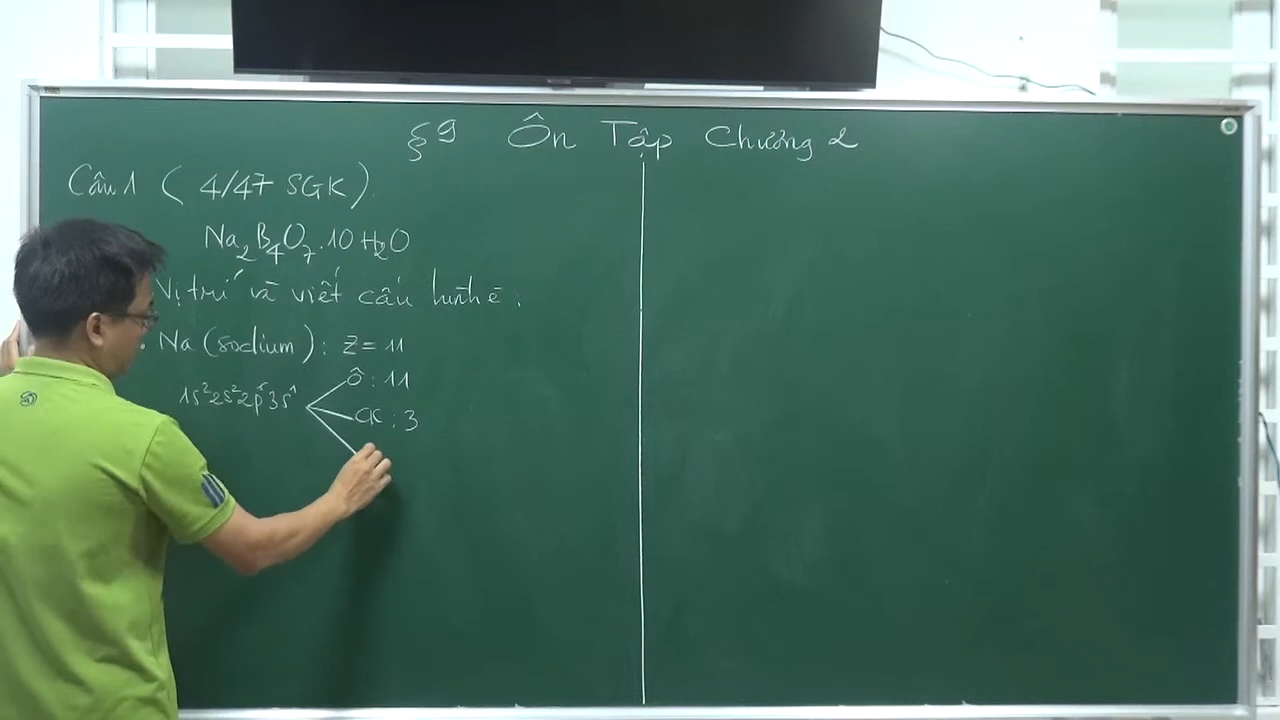 §9 Ôn Tập Chương 2
Câu 1 ( 4/47 SGK ).
Na₂B₄O₇.10H₂O
Vị trí và viết cấu hình e.
• Na (sodium) : Z = 11
1s²2s²2p⁶3s¹
Ô : 11
CK : 3